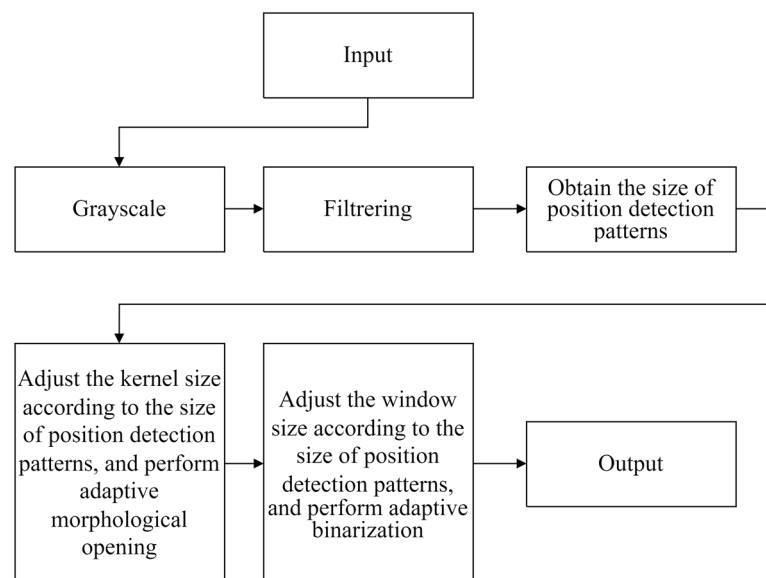 Input
Grayscale
Filtrering
Obtain the size of
position detection
patterns
Adjust the kernel size
according to the size
of position detection
patterns, and perform
adaptive
morphological
opening
Adjust the window
size according to the
size of position
detection patterns,
and perform adaptive
binarization
Output